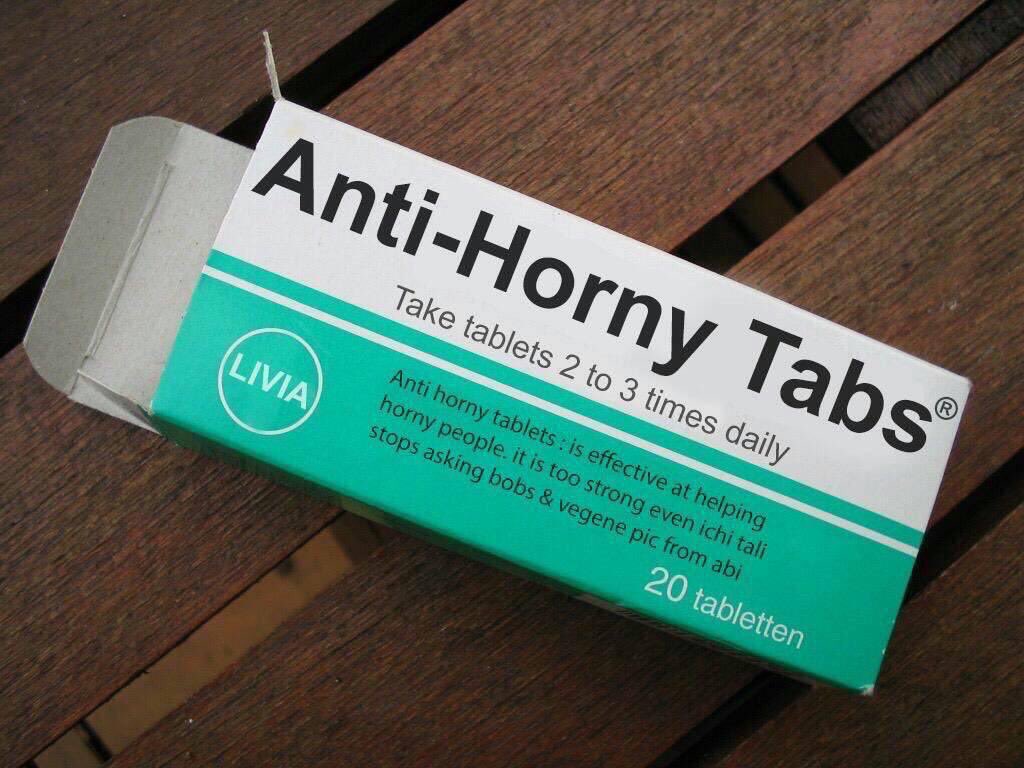 Anti-Horny Tabs®
Take tablets 2 to 3 times daily
LIVIA
Anti horny tablets : is effective at helping
horny people. it is too strong even ichi tali
stops asking bobs & vegene pic from abi
20 tabletten